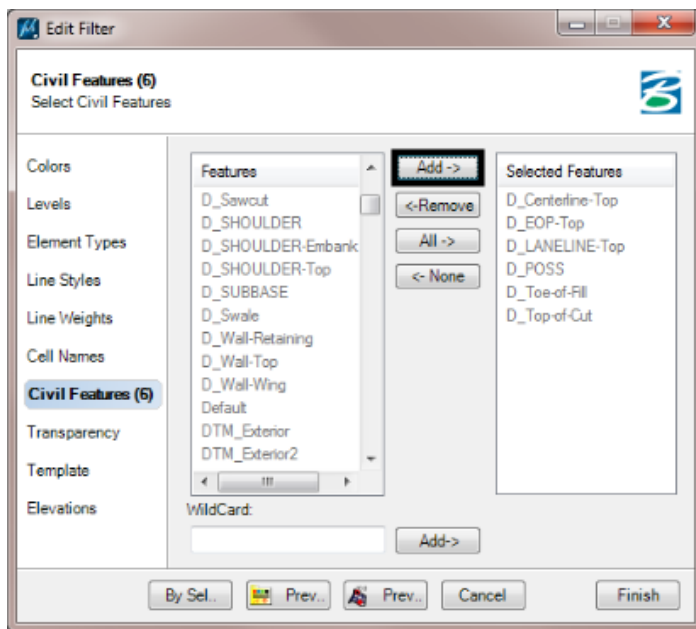 Edit Filter
Civil Features (6)
Select Civil Features
Colors
Levels
Element Types
Line Styles
Line Weights
Cell Names
Civil Features (6)
Transparency
Template
Elevations
Features
D_Sawcut
D_SHOULDER
D_SHOULDER-Embank
D_SHOULDER-Top
D_SUBBASE
D_Swale
D_Wall-Retaining
D_Wall-Top
D_Wall-Wing
Default
DTM_Exterior
DTM_Exterior2
WildCard:
Add ->
<-Remove
All ->
<- None
Add->
Selected Features
D_Centerline-Top
D_EOP-Top
D_LANELINE-Top
D_POSS
D_Toe-of-Fill
D_Top-of-Cut
By Sel.. Prev.. Prev.. Cancel Finish